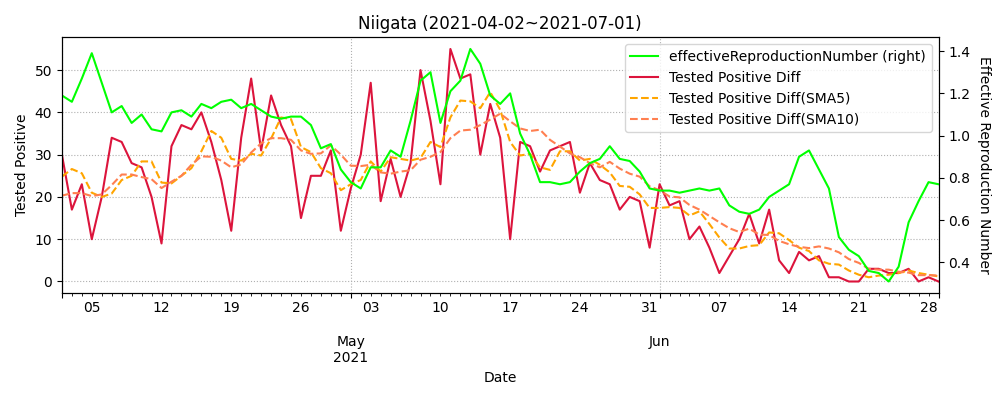 Niigata (2021-04-02~2021-07-01)
effectiveReproductionNumber (right)
Tested Positive Diff
Tested Positive Diff(SMA5)
Tested Positive Diff(SMA10)
Tested Positive
50
40
30
20
10
0
Effective Reproduction Number
1.4
1.2
1.0
0.8
0.6
0.4
05 12 19 26 03 10 17 24 31 07 14 21 28
May Jun
2021
Date